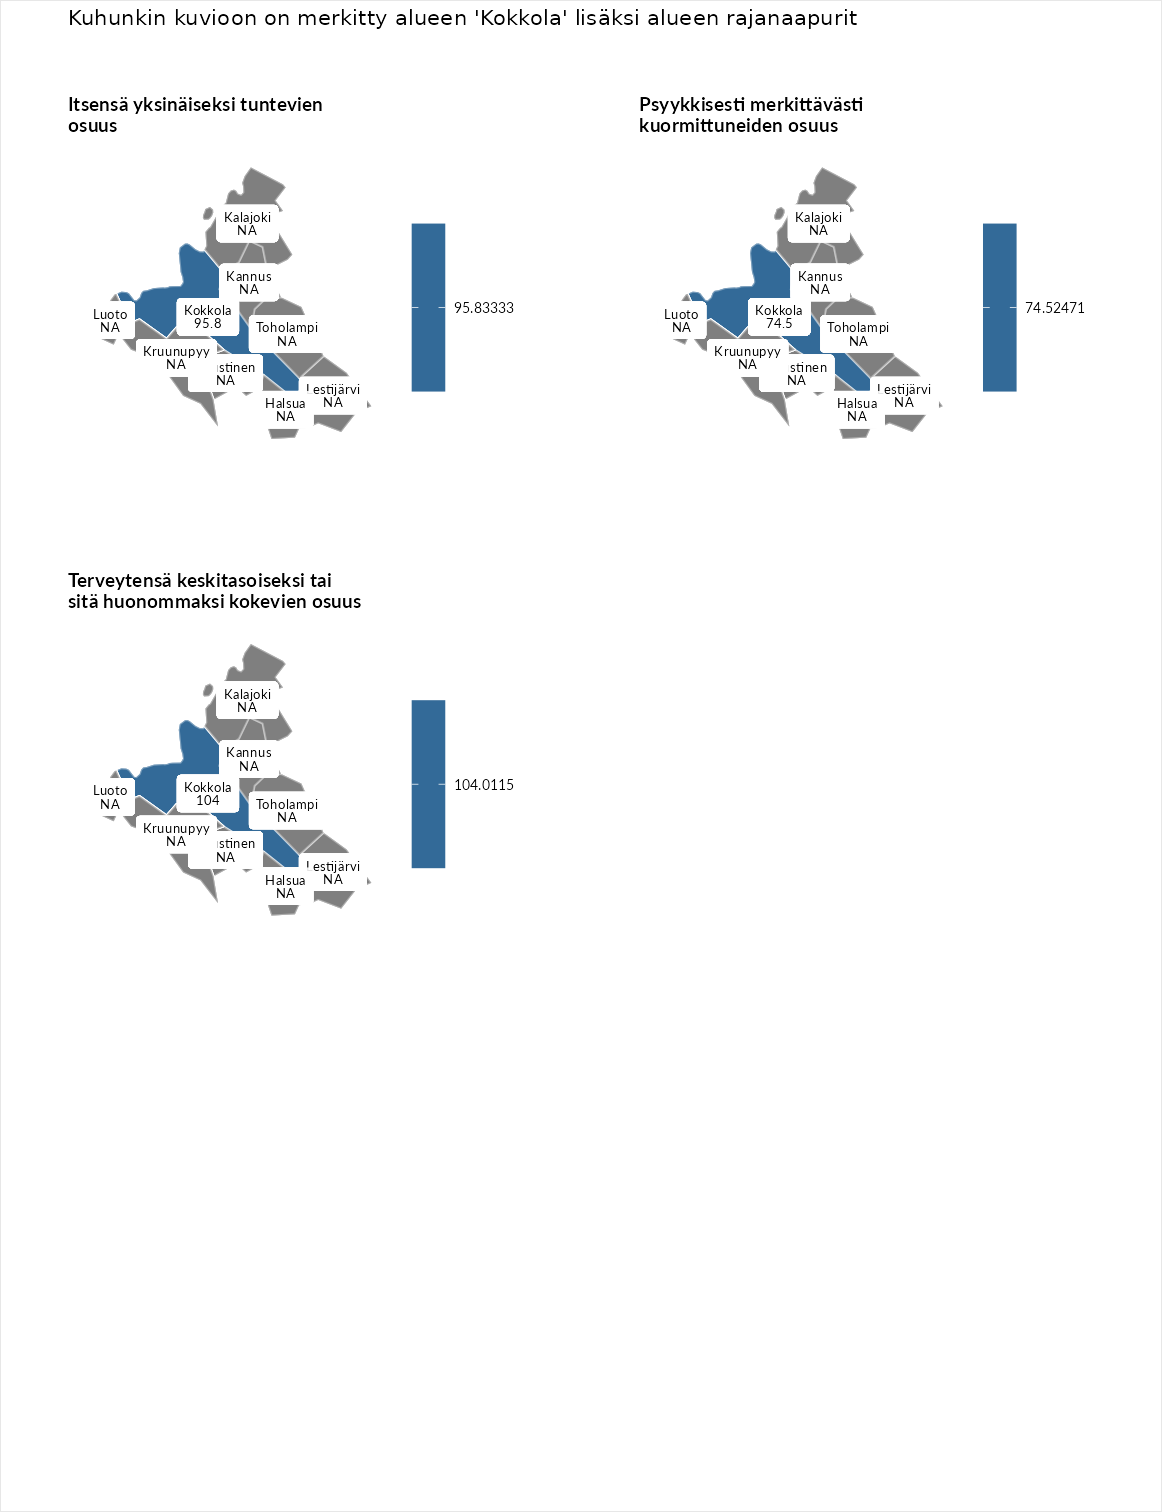 Kuhunkin kuvioon on merkitty alueen 'Kokkola' lisäksi alueen rajanaapurit
Itsensä yksinäiseksi tuntevien
osuus
Kalajoki
NA
Kannus
NA
Luoto
NA
Kokkola
95.8
Toholampi
NA
Kruunupyy
NA
stinen
NA
Lestijärvi
NA
Halsua
NA
95.83333
Psyykkisesti merkittävästi
kuormittuneiden osuus
Kalajoki
NA
Kannus
NA
Luoto
NA
Kokkola
74.5
Toholampi
NA
Kruunupyy
NA
stinen
NA
Lestijärvi
NA
Halsua
NA
74.52471
Terveytensä keskitasoiseksi tai
sitä huonommaksi kokevien osuus
Kalajoki
NA
Kannus
NA
Luoto
NA
Kokkola
104
Toholampi
NA
Kruunupyy
NA
stinen
NA
Lestijärvi
NA
Halsua
NA
104.0115